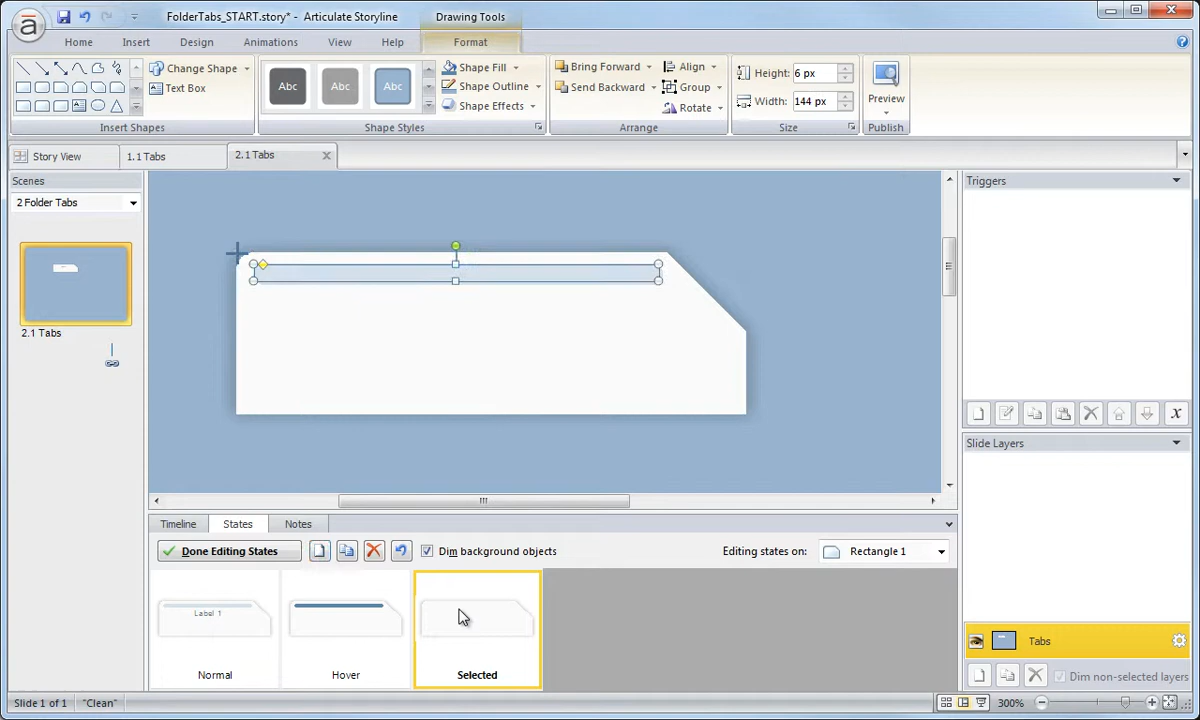 FolderTabs_START.story* - Articulate Storyline
Drawing Tools
Home
Insert
Design
Animations
View
Help
Format
Change Shape
Text Box
Insert Shapes
Abc
Abc
Abc
Shape Fill
Shape Outline
Shape Effects
Shape Styles
Bring Forward
Send Backward
Align
Group
Rotate
Arrange
Height: 6 px
Width: 144 px
Size
Preview
Publish
Story View
1.1 Tabs
2.1 Tabs
Scenes
2 Folder Tabs
2.1 Tabs
Triggers
Slide Layers
Timeline
States
Notes
Done Editing States
Dim background objects
Editing states on:
Rectangle 1
Label 1
Normal
Hover
Selected
Tabs
Dim non-selected layers
Slide 1 of 1
"Clean"
300%